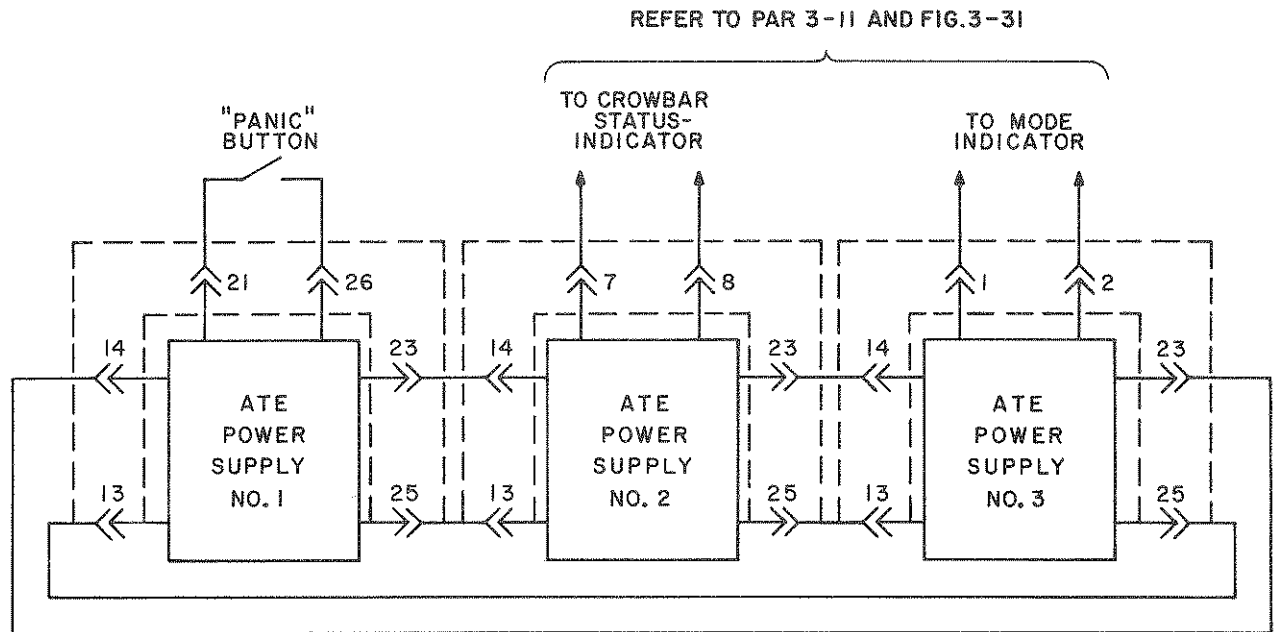 REFER TO PAR 3-11 AND FIG.3-31
TO CROWBAR
STATUS-
INDICATOR
TO MODE
INDICATOR
"PANIC"
BUTTON
21 26 7 8 1 2
14 23 14 23 14 23
ATE
POWER
SUPPLY
NO. 1
ATE
POWER
SUPPLY
NO. 2
ATE
POWER
SUPPLY
NO. 3
13 25 13 25 13 25